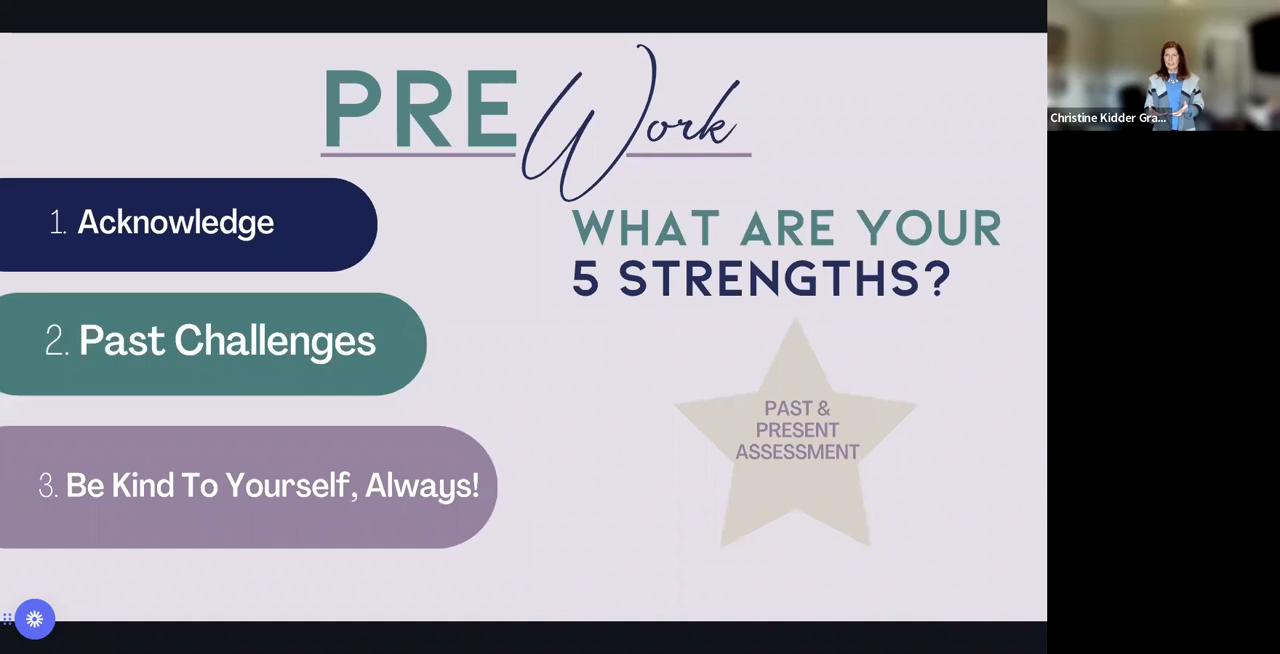 PRE Work
1. Acknowledge
2. Past Challenges
3. Be Kind To Yourself, Always!
WHAT ARE YOUR
5 STRENGTHS?
PAST &
PRESENT
ASSESSMENT
Christine Kidder Gra...